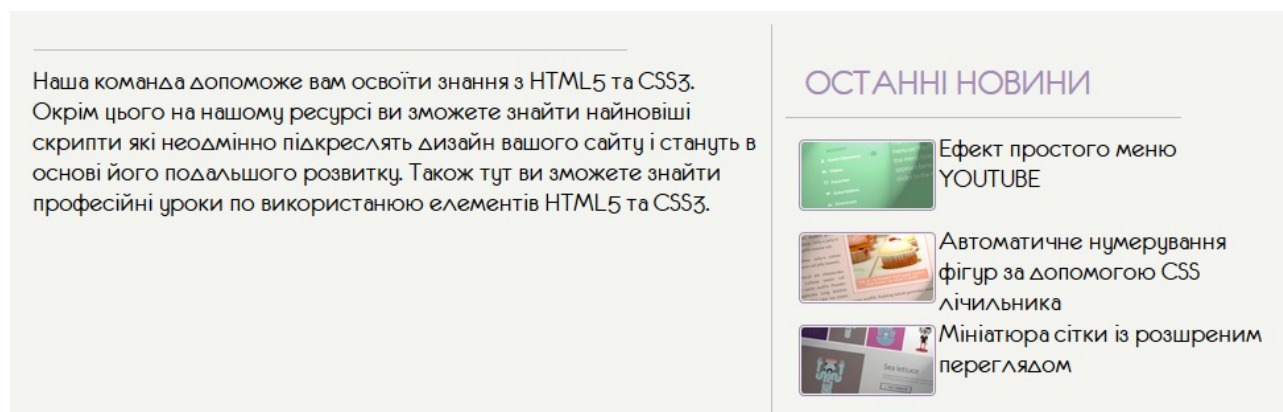 Наша команда допоможе вам освоїти знання з HTML5 та CSS3.
Окрім цього на нашому ресурсі ви зможете знайти найновіші
скрипти які неодмінно підкреслять дизайн вашого сайту і стануть в
основі його подальшого розвитку. Також тут ви зможете знайти
професійні уроки по використанюю елементів HTML5 та CSS3.
ОСТАННІ НОВИНИ
Ефект простого меню
YOUTUBE
Автоматичне нумерування
фігур за допомогою CSS
лічильника
Мініатюра сітки із розшреним
переглядом
Sea lettuce